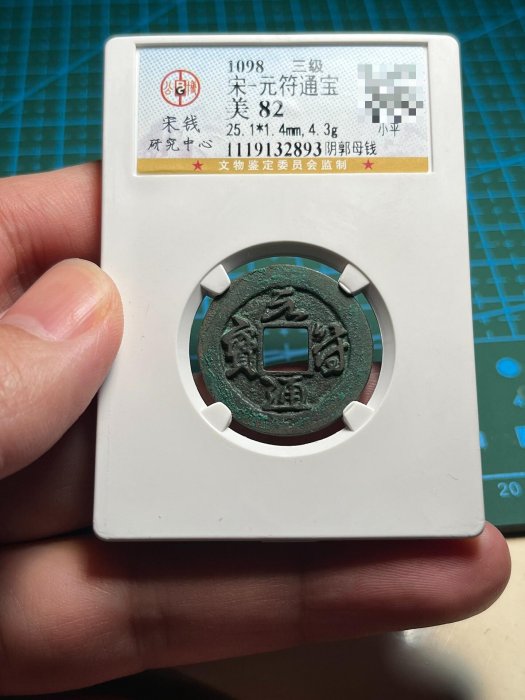 1098 三级
宋-元符通宝
美 82
25.1*1.4mm, 4.3g 小平
1119132893 阴郭母钱
宋钱
研究中心
★ 文物鉴定委员会监制 ★
元
符
通
寳
20